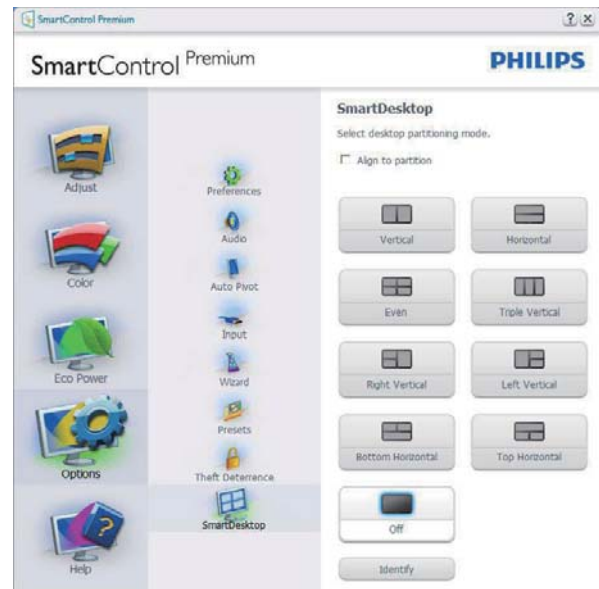 SmartControl Premium
SmartControl Premium
PHILIPS
Adjust
Color
Eco Power
Options
Help
Preferences
Audio
Auto Pivot
Input
Wizard
Presets
Theft Deterrence
SmartDesktop
SmartDesktop
Select desktop partitioning mode.
Align to partition
Vertical
Horizontal
Even
Triple Vertical
Right Vertical
Left Vertical
Bottom Horizontal
Top Horizontal
Off
Identify